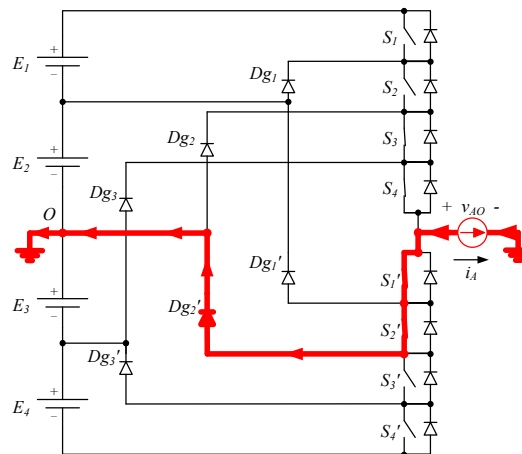 S1
+
E1
−
Dg1
S2
Dg2
S3
+
E2
−
Dg3
S4
O
+ vAO -
Dg1'
iA
S1'
+
E3
−
Dg2'
S2'
Dg3'
S3'
+
E4
−
S4'